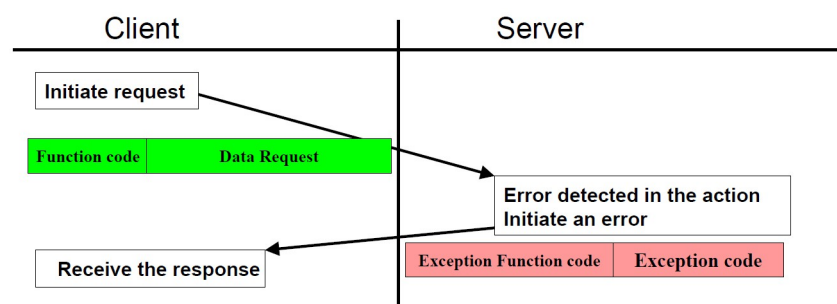 Client
Server
Initiate request
Function code
Data Request
Error detected in the action
Initiate an error
Receive the response
Exception Function code
Exception code